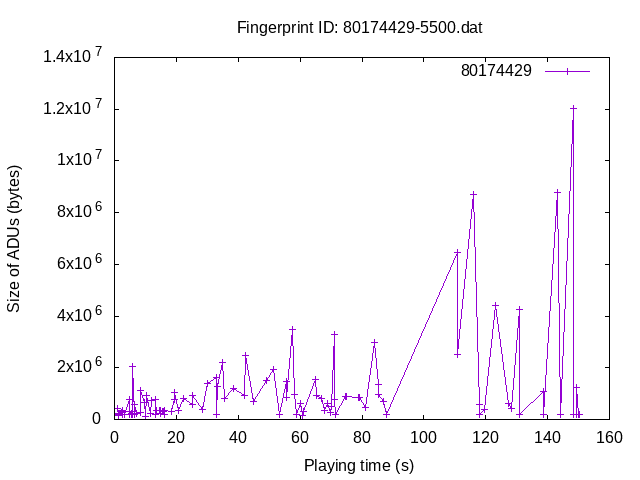 Fingerprint ID: 80174429-5500.dat
80174429
1.4x10^7
1.2x10^7
1x10^7
8x10^6
6x10^6
4x10^6
2x10^6
0
Size of ADUs (bytes)
0 20 40 60 80 100 120 140 160
Playing time (s)